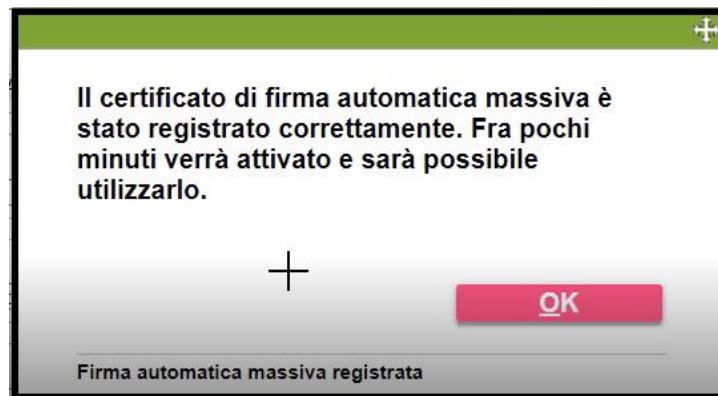 Il certificato di firma automatica massiva è
stato registrato correttamente. Fra pochi
minuti verrà attivato e sarà possibile
utilizzarlo.
OK
Firma automatica massiva registrata